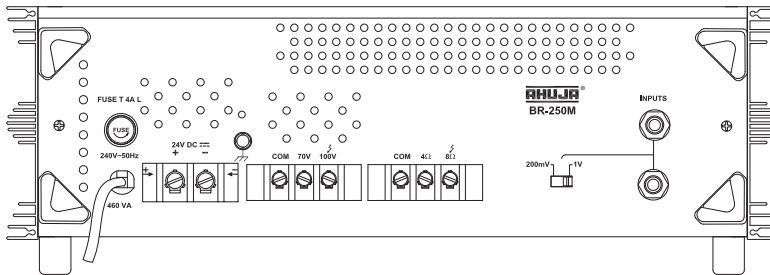 AHUJA®
BR-250M
INPUTS
FUSE T 4A L
FUSE
240V~50Hz
24V DC
+ −
+ −
460 VA
COM 70V 100V
COM 4Ω 8Ω
200mV 1V